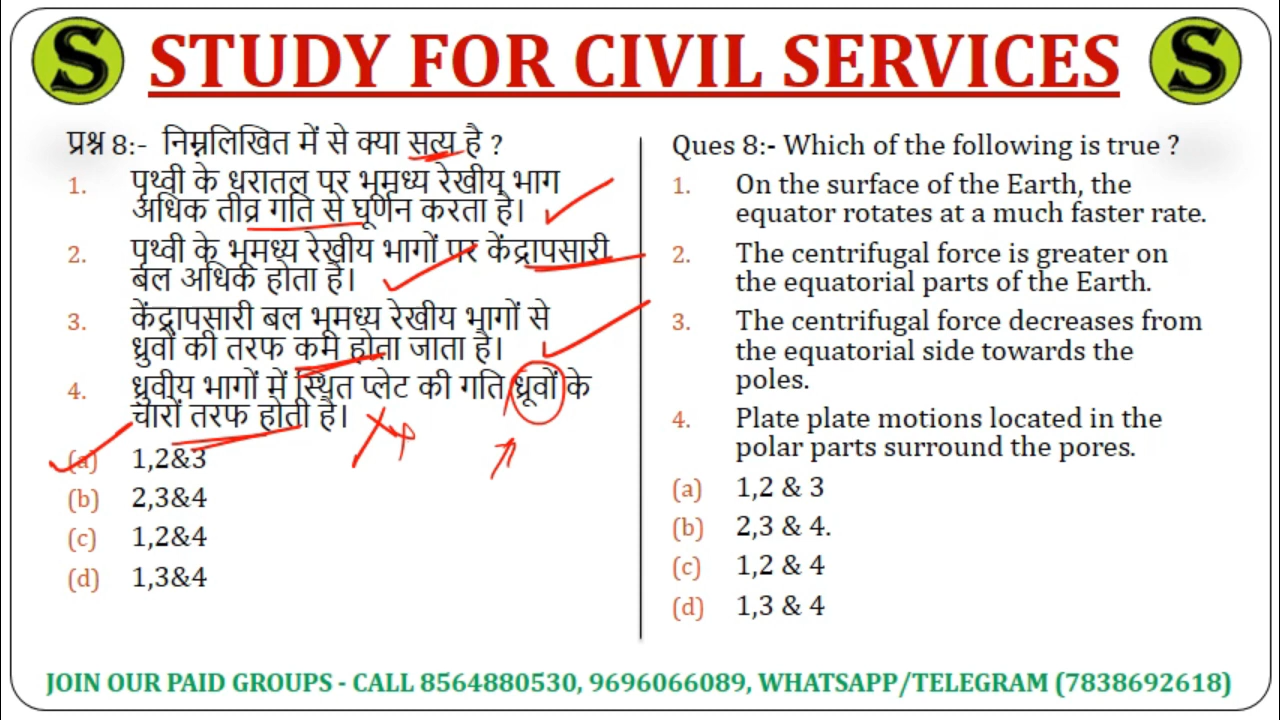 S STUDY FOR CIVIL SERVICES S
प्रश्न 8:- निम्नलिखित में से क्या सत्य है ?
1. पृथ्वी के धरातल पर भूमध्य रेखीय भाग
अधिक तीव्र गति से घूर्णन करता है।
2. पृथ्वी के भूमध्य रेखीय भागों पर केंद्रापसारी
बल अधिक होता है।
3. केंद्रापसारी बल भूमध्य रेखीय भागों से
ध्रुवों की तरफ कम होता जाता है।
4. ध्रुवीय भागों में स्थित प्लेट की गति ध्रूवों के
चारों तरफ होती है।
(a) 1,2&3
(b) 2,3&4
(c) 1,2&4
(d) 1,3&4
Ques 8:- Which of the following is true ?
1. On the surface of the Earth, the
equator rotates at a much faster rate.
2. The centrifugal force is greater on
the equatorial parts of the Earth.
3. The centrifugal force decreases from
the equatorial side towards the
poles.
4. Plate plate motions located in the
polar parts surround the pores.
(a) 1,2 & 3
(b) 2,3 & 4.
(c) 1,2 & 4
(d) 1,3 & 4
JOIN OUR PAID GROUPS - CALL 8564880530, 9696066089, WHATSAPP/TELEGRAM (7838692618)